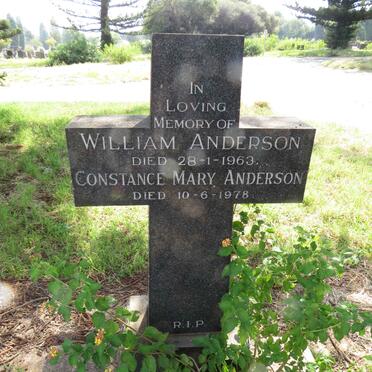 IN
LOVING
MEMORY OF
WILLIAM ANDERSON
DIED 28-1-1963.
CONSTANCE MARY ANDERSON
DIED 10-6-1978
R.I.P.